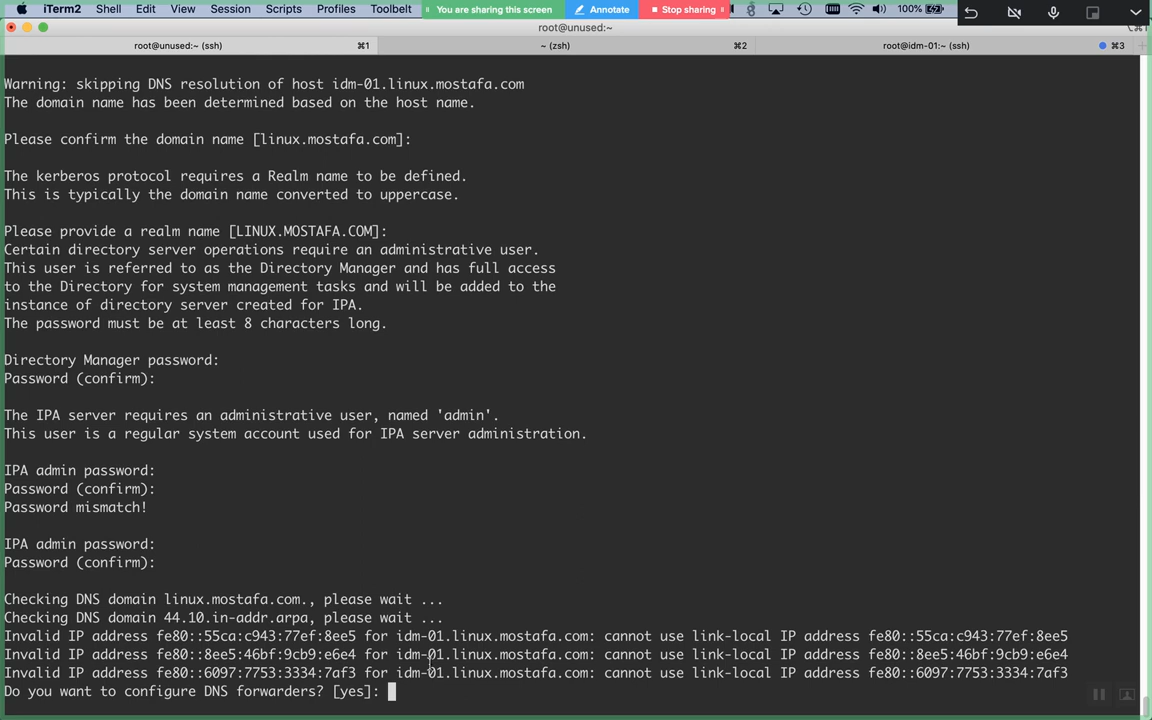 iTerm2 Shell Edit View Session Scripts Profiles Toolbelt You are sharing this screen Annotate Stop sharing 100%
root@unused:~
root@unused:~ (ssh) ⌘1 ~ (zsh) ⌘2 root@idm-01:~ (ssh) ⌘3
Warning: skipping DNS resolution of host idm-01.linux.mostafa.com
The domain name has been determined based on the host name.
Please confirm the domain name [linux.mostafa.com]:
The kerberos protocol requires a Realm name to be defined.
This is typically the domain name converted to uppercase.
Please provide a realm name [LINUX.MOSTAFA.COM]:
Certain directory server operations require an administrative user.
This user is referred to as the Directory Manager and has full access
to the Directory for system management tasks and will be added to the
instance of directory server created for IPA.
The password must be at least 8 characters long.
Directory Manager password:
Password (confirm):
The IPA server requires an administrative user, named 'admin'.
This user is a regular system account used for IPA server administration.
IPA admin password:
Password (confirm):
Password mismatch!
IPA admin password:
Password (confirm):
Checking DNS domain linux.mostafa.com., please wait ...
Checking DNS domain 44.10.in-addr.arpa, please wait ...
Invalid IP address fe80::55ca:c943:77ef:8ee5 for idm-01.linux.mostafa.com: cannot use link-local IP address fe80::55ca:c943:77ef:8ee5
Invalid IP address fe80::8ee5:46bf:9cb9:e6e4 for idm-01.linux.mostafa.com: cannot use link-local IP address fe80::8ee5:46bf:9cb9:e6e4
Invalid IP address fe80::6097:7753:3334:7af3 for idm-01.linux.mostafa.com: cannot use link-local IP address fe80::6097:7753:3334:7af3
Do you want to configure DNS forwarders? [yes]: